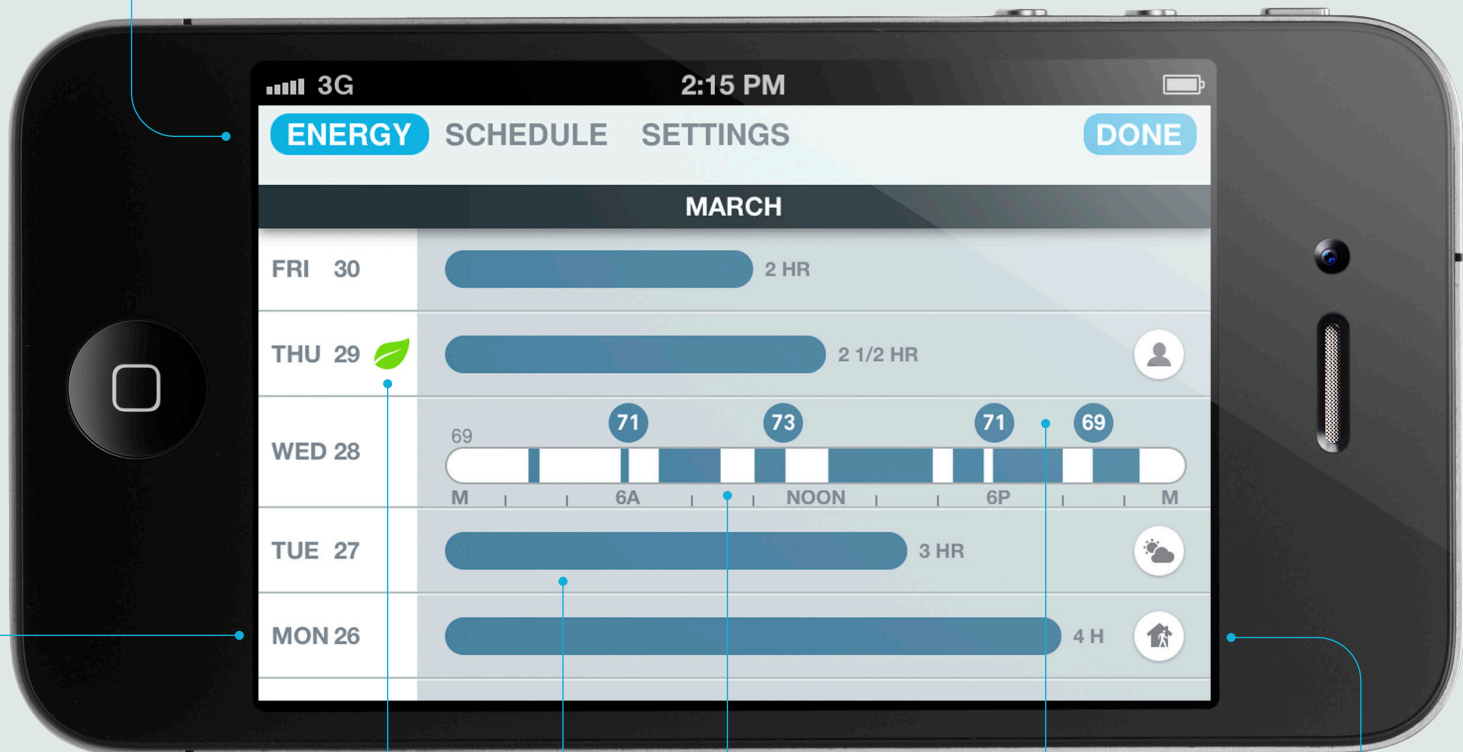 3G 2:15 PM
ENERGY SCHEDULE SETTINGS DONE
MARCH
FRI 30 2 HR
THU 29 2 1/2 HR
71 73 71 69
69
WED 28
M 6A NOON 6P M
TUE 27 3 HR
MON 26 4 H